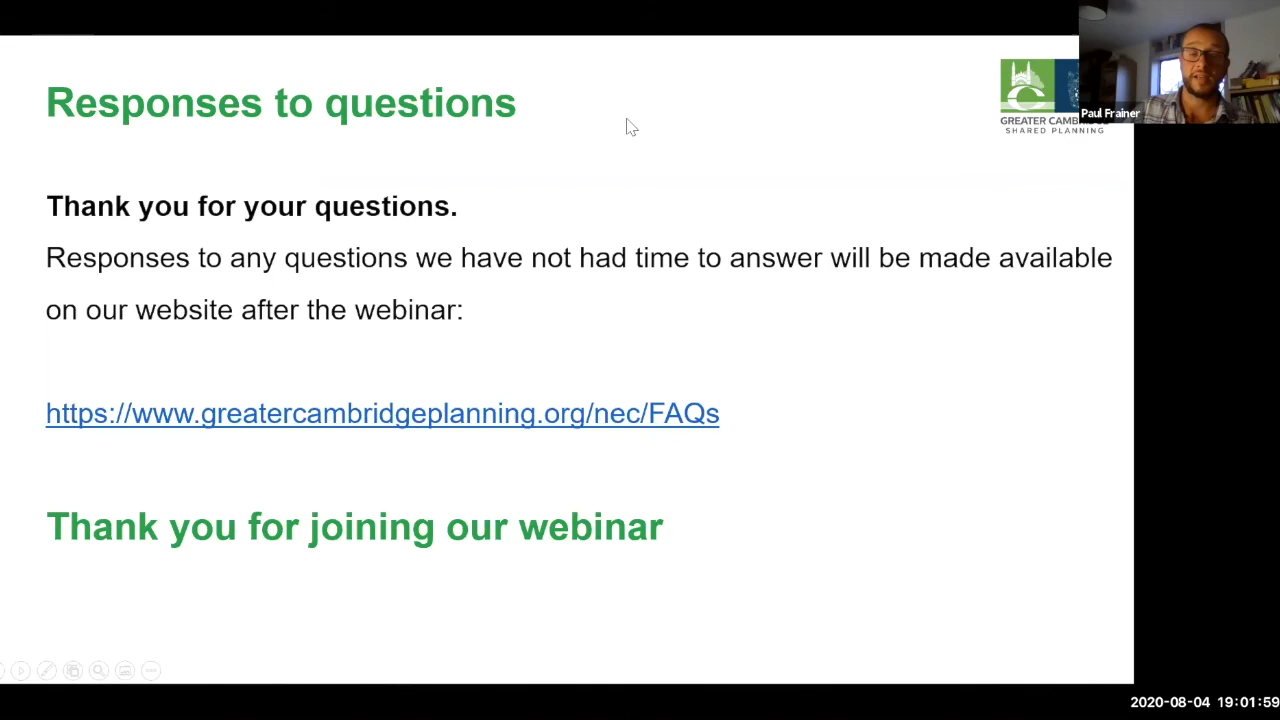 Responses to questions
GREATER CAMB
SHARED PLANNING
Paul Frainer
Thank you for your questions.
Responses to any questions we have not had time to answer will be made available
on our website after the webinar:
https://www.greatercambridgeplanning.org/nec/FAQs
Thank you for joining our webinar
2020-08-04 19:01:59